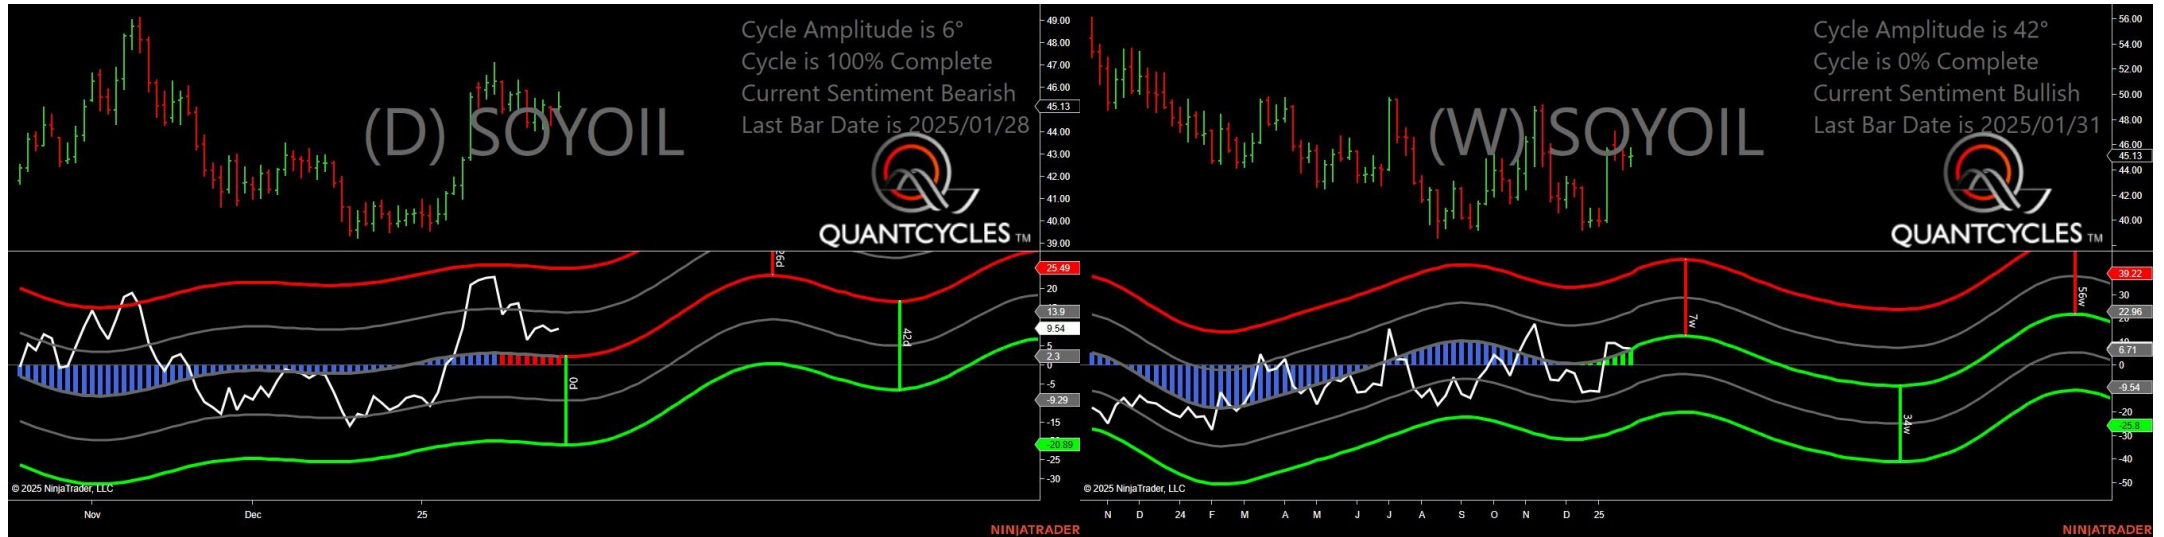 Cycle Amplitude is 6°
Cycle is 100% Complete
Current Sentiment Bearish
Last Bar Date is 2025/01/28
(D) SOYOIL
QUANTCYCLES TM
49.00
48.00
47.00
46.00
45.13
44.00
43.00
42.00
41.00
40.00
39.00
26d
42d
0d
25.49
20
13.9
9.54
5
2.3
0
-5
-9.29
-15
-20.89
-25
-30
© 2025 NinjaTrader, LLC
Nov
Dec
25
NINJATRADER
Cycle Amplitude is 42°
Cycle is 0% Complete
Current Sentiment Bullish
Last Bar Date is 2025/01/31
(W) SOYOIL
QUANTCYCLES TM
56.00
54.00
52.00
50.00
48.00
46.00
45.13
44.00
42.00
40.00
7w
34w
56w
39.22
30
22.96
6.71
0
-9.54
-20
-25.8
-30
-40
-50
© 2025 NinjaTrader, LLC
N D 24 F M A M J J A S O N D 25
NINJATRADER